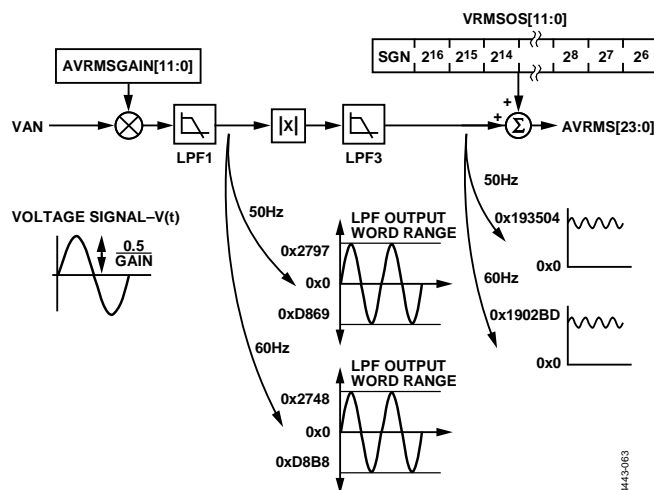 VRMSOS[11:0]
SGN 2^16 2^15 2^14 2^8 2^7 2^6
AVRMSGAIN[11:0]
VAN
LPF1
|X|
LPF3
+
+
Σ
AVRMS[23:0]
VOLTAGE SIGNAL–V(t)
0.5
GAIN
50Hz
LPF OUTPUT
WORD RANGE
0x2797
0x0
0xD869
60Hz
LPF OUTPUT
WORD RANGE
0x2748
0x0
0xD8B8
50Hz
0x193504
0x0
60Hz
0x1902BD
0x0